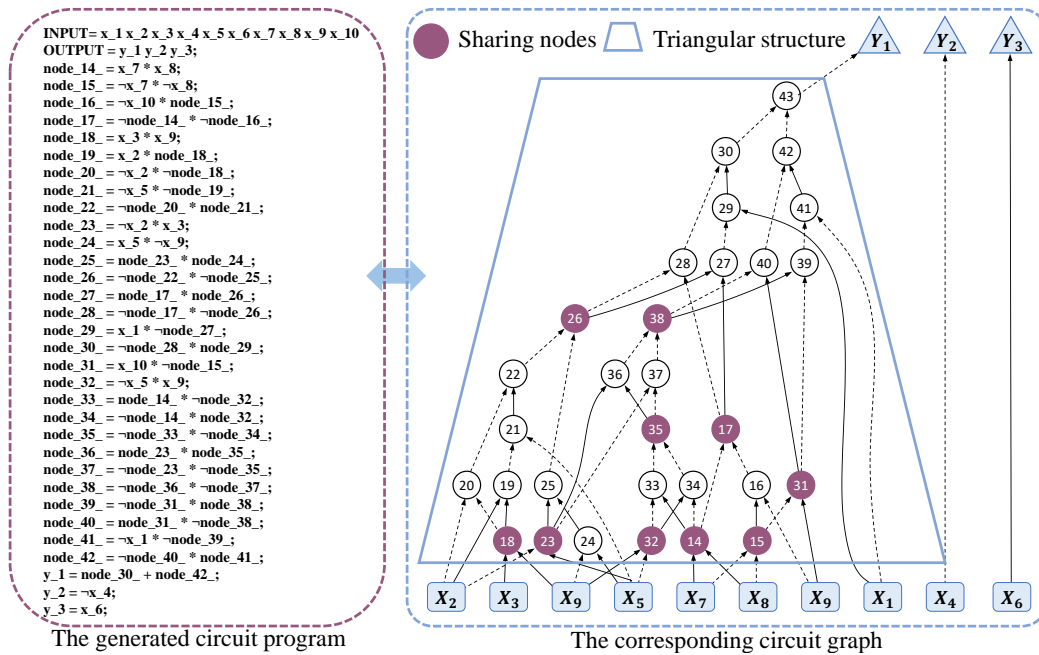 INPUT= x_1 x_2 x_3 x_4 x_5 x_6 x_7 x_8 x_9 x_10
OUTPUT = y_1 y_2 y_3;
node_14_ = x_7 * x_8;
node_15_ = ¬x_7 * ¬x_8;
node_16_ = ¬x_10 * node_15_;
node_17_ = ¬node_14_ * ¬node_16_;
node_18_ = x_3 * x_9;
node_19_ = x_2 * node_18_;
node_20_ = ¬x_2 * ¬node_18_;
node_21_ = ¬x_5 * ¬node_19_;
node_22_ = ¬node_20_ * node_21_;
node_23_ = ¬x_2 * x_3;
node_24_ = x_5 * ¬x_9;
node_25_ = node_23_ * node_24_;
node_26_ = ¬node_22_ * ¬node_25_;
node_27_ = node_17_ * node_26_;
node_28_ = ¬node_17_ * ¬node_26_;
node_29_ = x_1 * ¬node_27_;
node_30_ = ¬node_28_ * node_29_;
node_31_ = x_10 * ¬node_15_;
node_32_ = ¬x_5 * x_9;
node_33_ = node_14_ * ¬node_32_;
node_34_ = ¬node_14_ * node_32_;
node_35_ = ¬node_33_ * ¬node_34_;
node_36_ = node_23_ * node_35_;
node_37_ = ¬node_23_ * ¬node_35_;
node_38_ = ¬node_36_ * ¬node_37_;
node_39_ = ¬node_31_ * node_38_;
node_40_ = node_31_ * ¬node_38_;
node_41_ = ¬x_1 * ¬node_39_;
node_42_ = ¬node_40_ * node_41_;
y_1 = node_30_ + node_42_;
y_2 = ¬x_4;
y_3 = x_6;
The generated circuit program
Sharing nodes
Triangular structure
Y1 Y2 Y3
43
30 42
29 41
28 27 40 39
26 38
22 36 37
21 35 17
20 19 25 33 34 16 31
18 23 24 32 14 15
X2 X3 X9 X5 X7 X8 X9 X1 X4 X6
The corresponding circuit graph